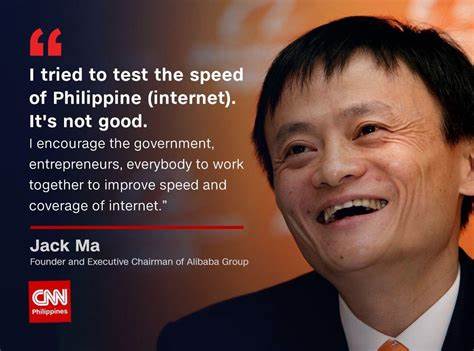 “
I tried to test the speed
of Philippine (internet).
It's not good.
I encourage the government,
entrepreneurs, everybody to work
together to improve speed and
coverage of internet.”
Jack Ma
Founder and Executive Chairman of Alibaba Group
CNN
Philippines